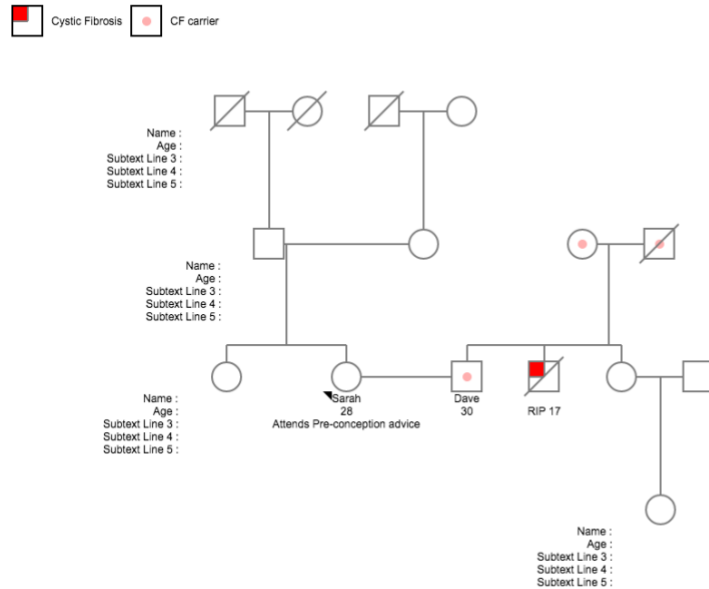 Cystic Fibrosis
CF carrier
Name :
Age :
Subtext Line 3 :
Subtext Line 4 :
Subtext Line 5 :
Name :
Age :
Subtext Line 3 :
Subtext Line 4 :
Subtext Line 5 :
Name :
Age :
Subtext Line 3 :
Subtext Line 4 :
Subtext Line 5 :
Sarah
28
Attends Pre-conception advice
Dave
30
RIP 17
Name :
Age :
Subtext Line 3 :
Subtext Line 4 :
Subtext Line 5 :